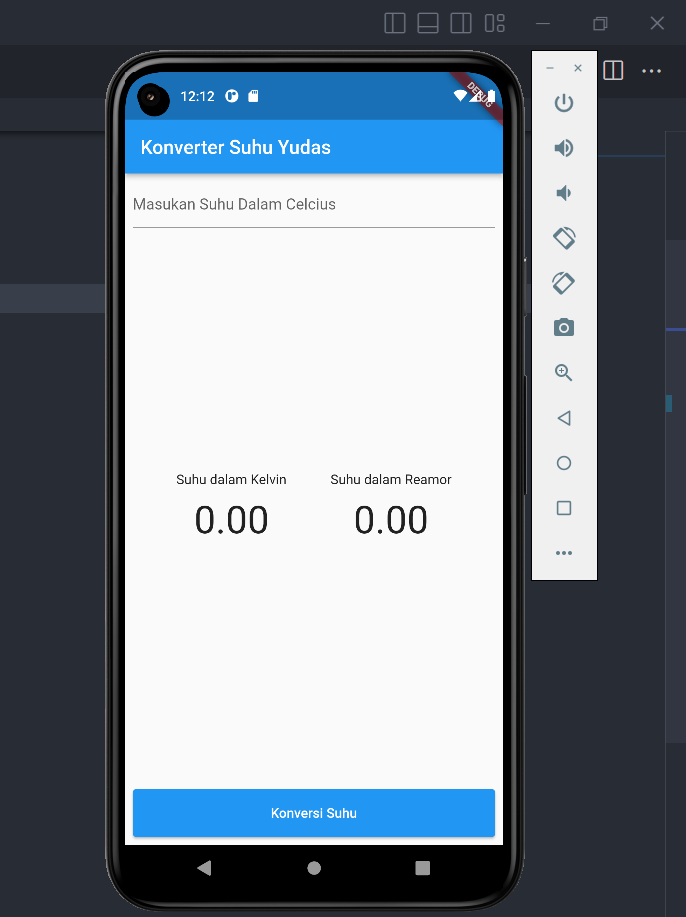 12:12
DEBUG
Konverter Suhu Yudas
Masukan Suhu Dalam Celcius
Suhu dalam Kelvin
Suhu dalam Reamor
0.00
0.00
Konversi Suhu